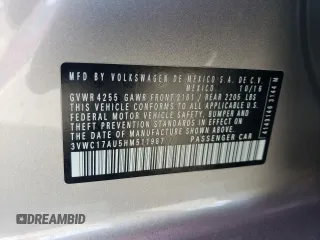 MFD. BY VOLKSWAGEN DE MEXICO S.A. DE C.V.
MEXICO 10/16
GVWR 4255 GAWR FRONT 2161 / REAR 2205 LBS
THIS VEHICLE CONFORMS TO ALL APPLICABLE
FEDERAL MOTOR VEHICLE SAFETY, BUMPER AND
THEFT PREVENTION STANDARDS IN EFFECT ON
THE DATE OF MANUFACTURE SHOWN ABOVE
3VWC17AU5HM511987 PASSENGER CAR
© AUTOBIDMASTER
© DREAMBID